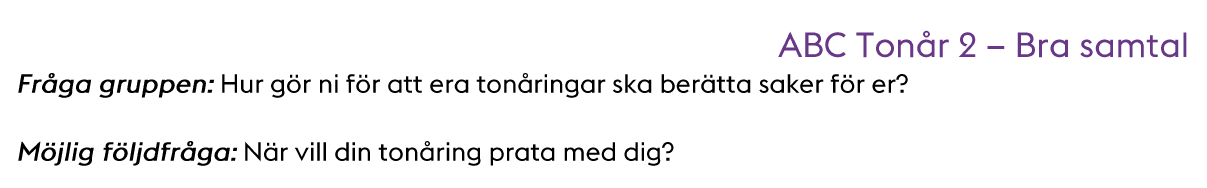 ABC Tonår 2 – Bra samtal
Fråga gruppen: Hur gör ni för att era tonåringar ska berätta saker för er?
Möjlig följdfråga: När vill din tonåring prata med dig?